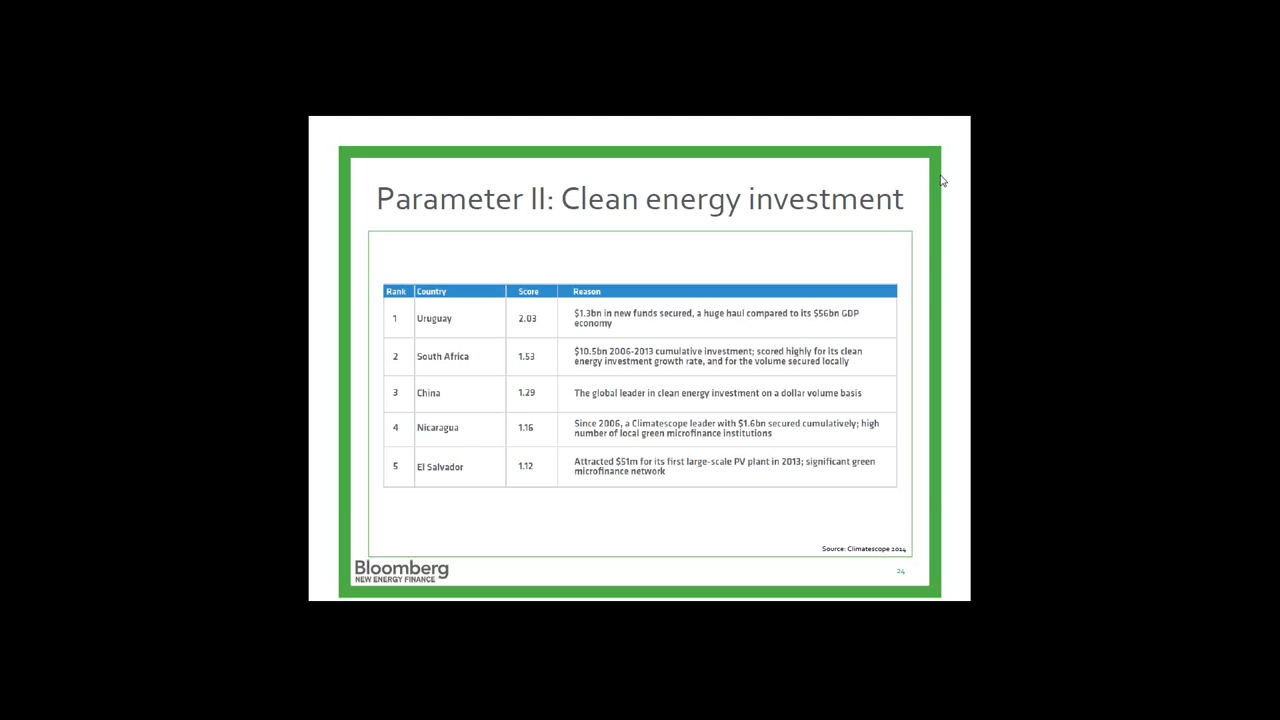 Parameter II: Clean energy investment
Rank Country Score Reason
1 Uruguay 2.03 $1.3bn in new funds secured, a huge haul compared to its $56bn GDP
economy
2 South Africa 1.53 $10.5bn 2006-2013 cumulative investment; scored highly for its clean
energy investment growth rate, and for the volume secured locally
3 China 1.29 The global leader in clean energy investment on a dollar volume basis
4 Nicaragua 1.16 Since 2006, a Climatescope leader with $1.6bn secured cumulatively; high
number of local green microfinance institutions
5 El Salvador 1.12 Attracted $51m for its first large-scale PV plant in 2013; significant green
microfinance network
Source: Climatescope 2014
Bloomberg
NEW ENERGY FINANCE
24